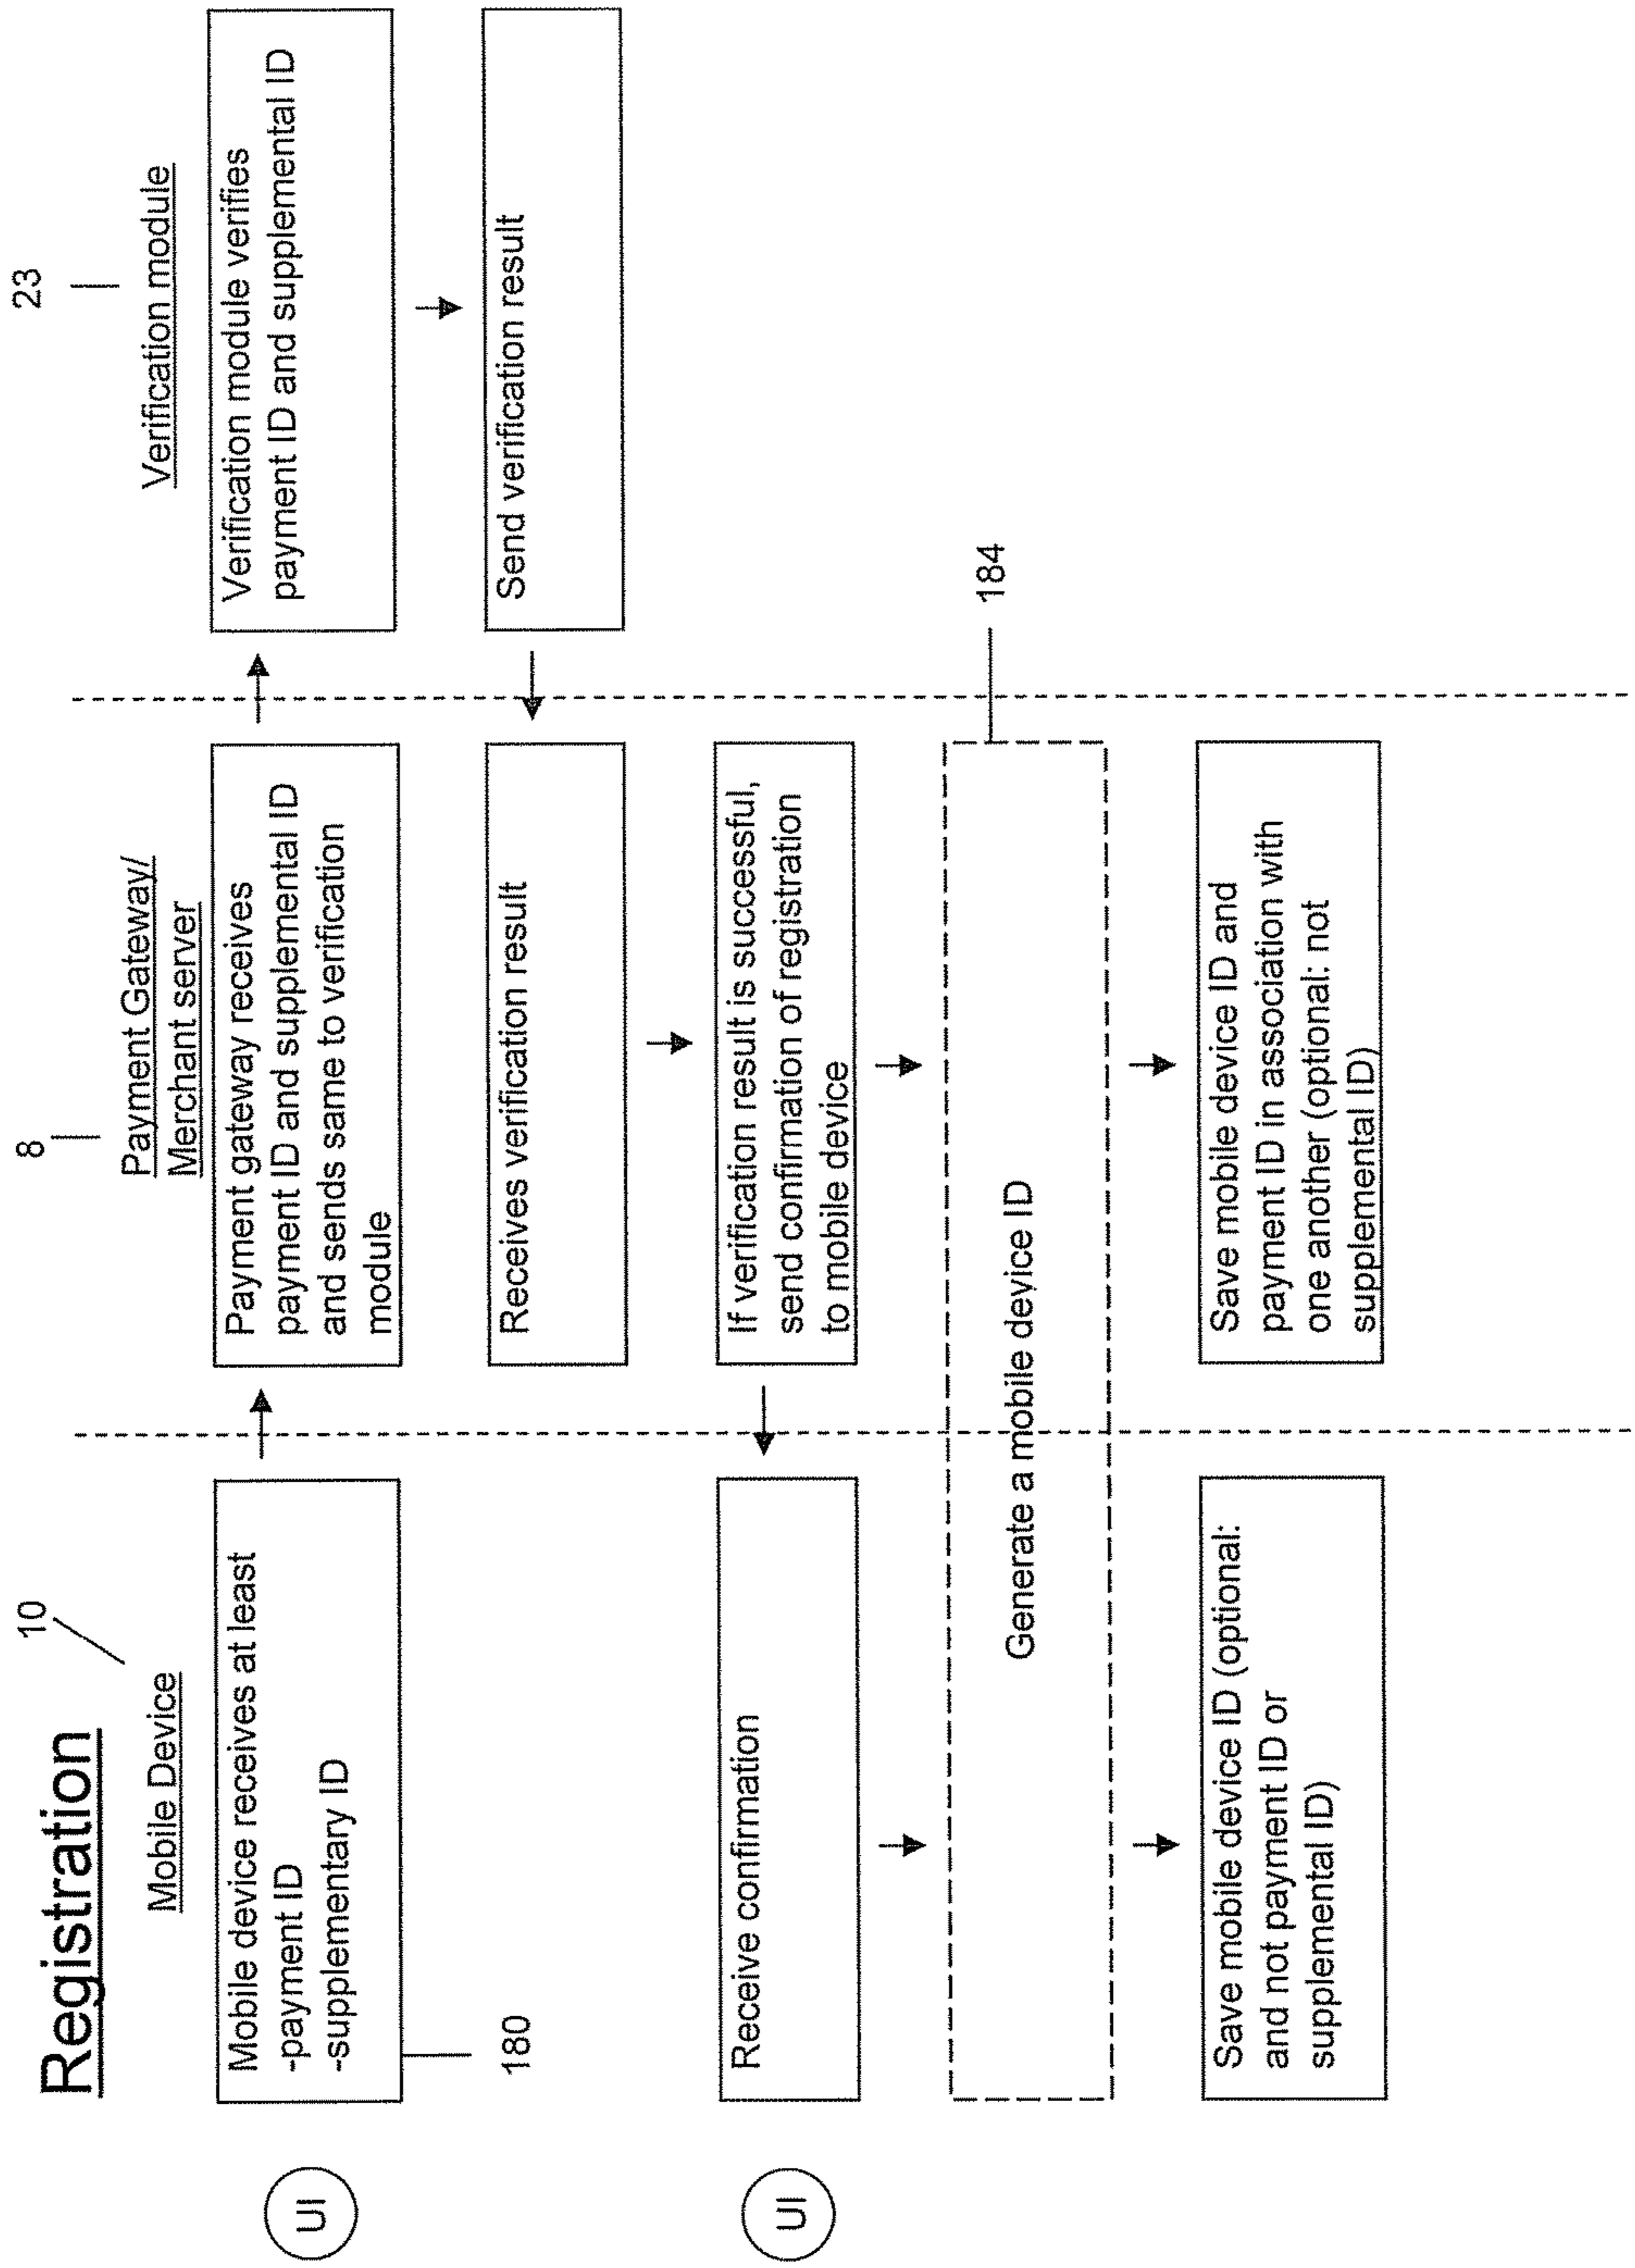 Registration
10
8
23
Mobile Device
Payment Gateway/
Merchant server
Verification module
UI
Mobile device receives at least
-payment ID
-supplementary ID
180
Payment gateway receives
payment ID and supplemental ID
and sends same to verification
module
Verification module verifies
payment ID and supplemental ID
Receives verification result
Send verification result
UI
Receive confirmation
If verification result is successful,
send confirmation of registration
to mobile device
Generate a mobile device ID
184
Save mobile device ID (optional:
and not payment ID or
supplemental ID)
Save mobile device ID and
payment ID in association with
one another (optional: not
supplemental ID)